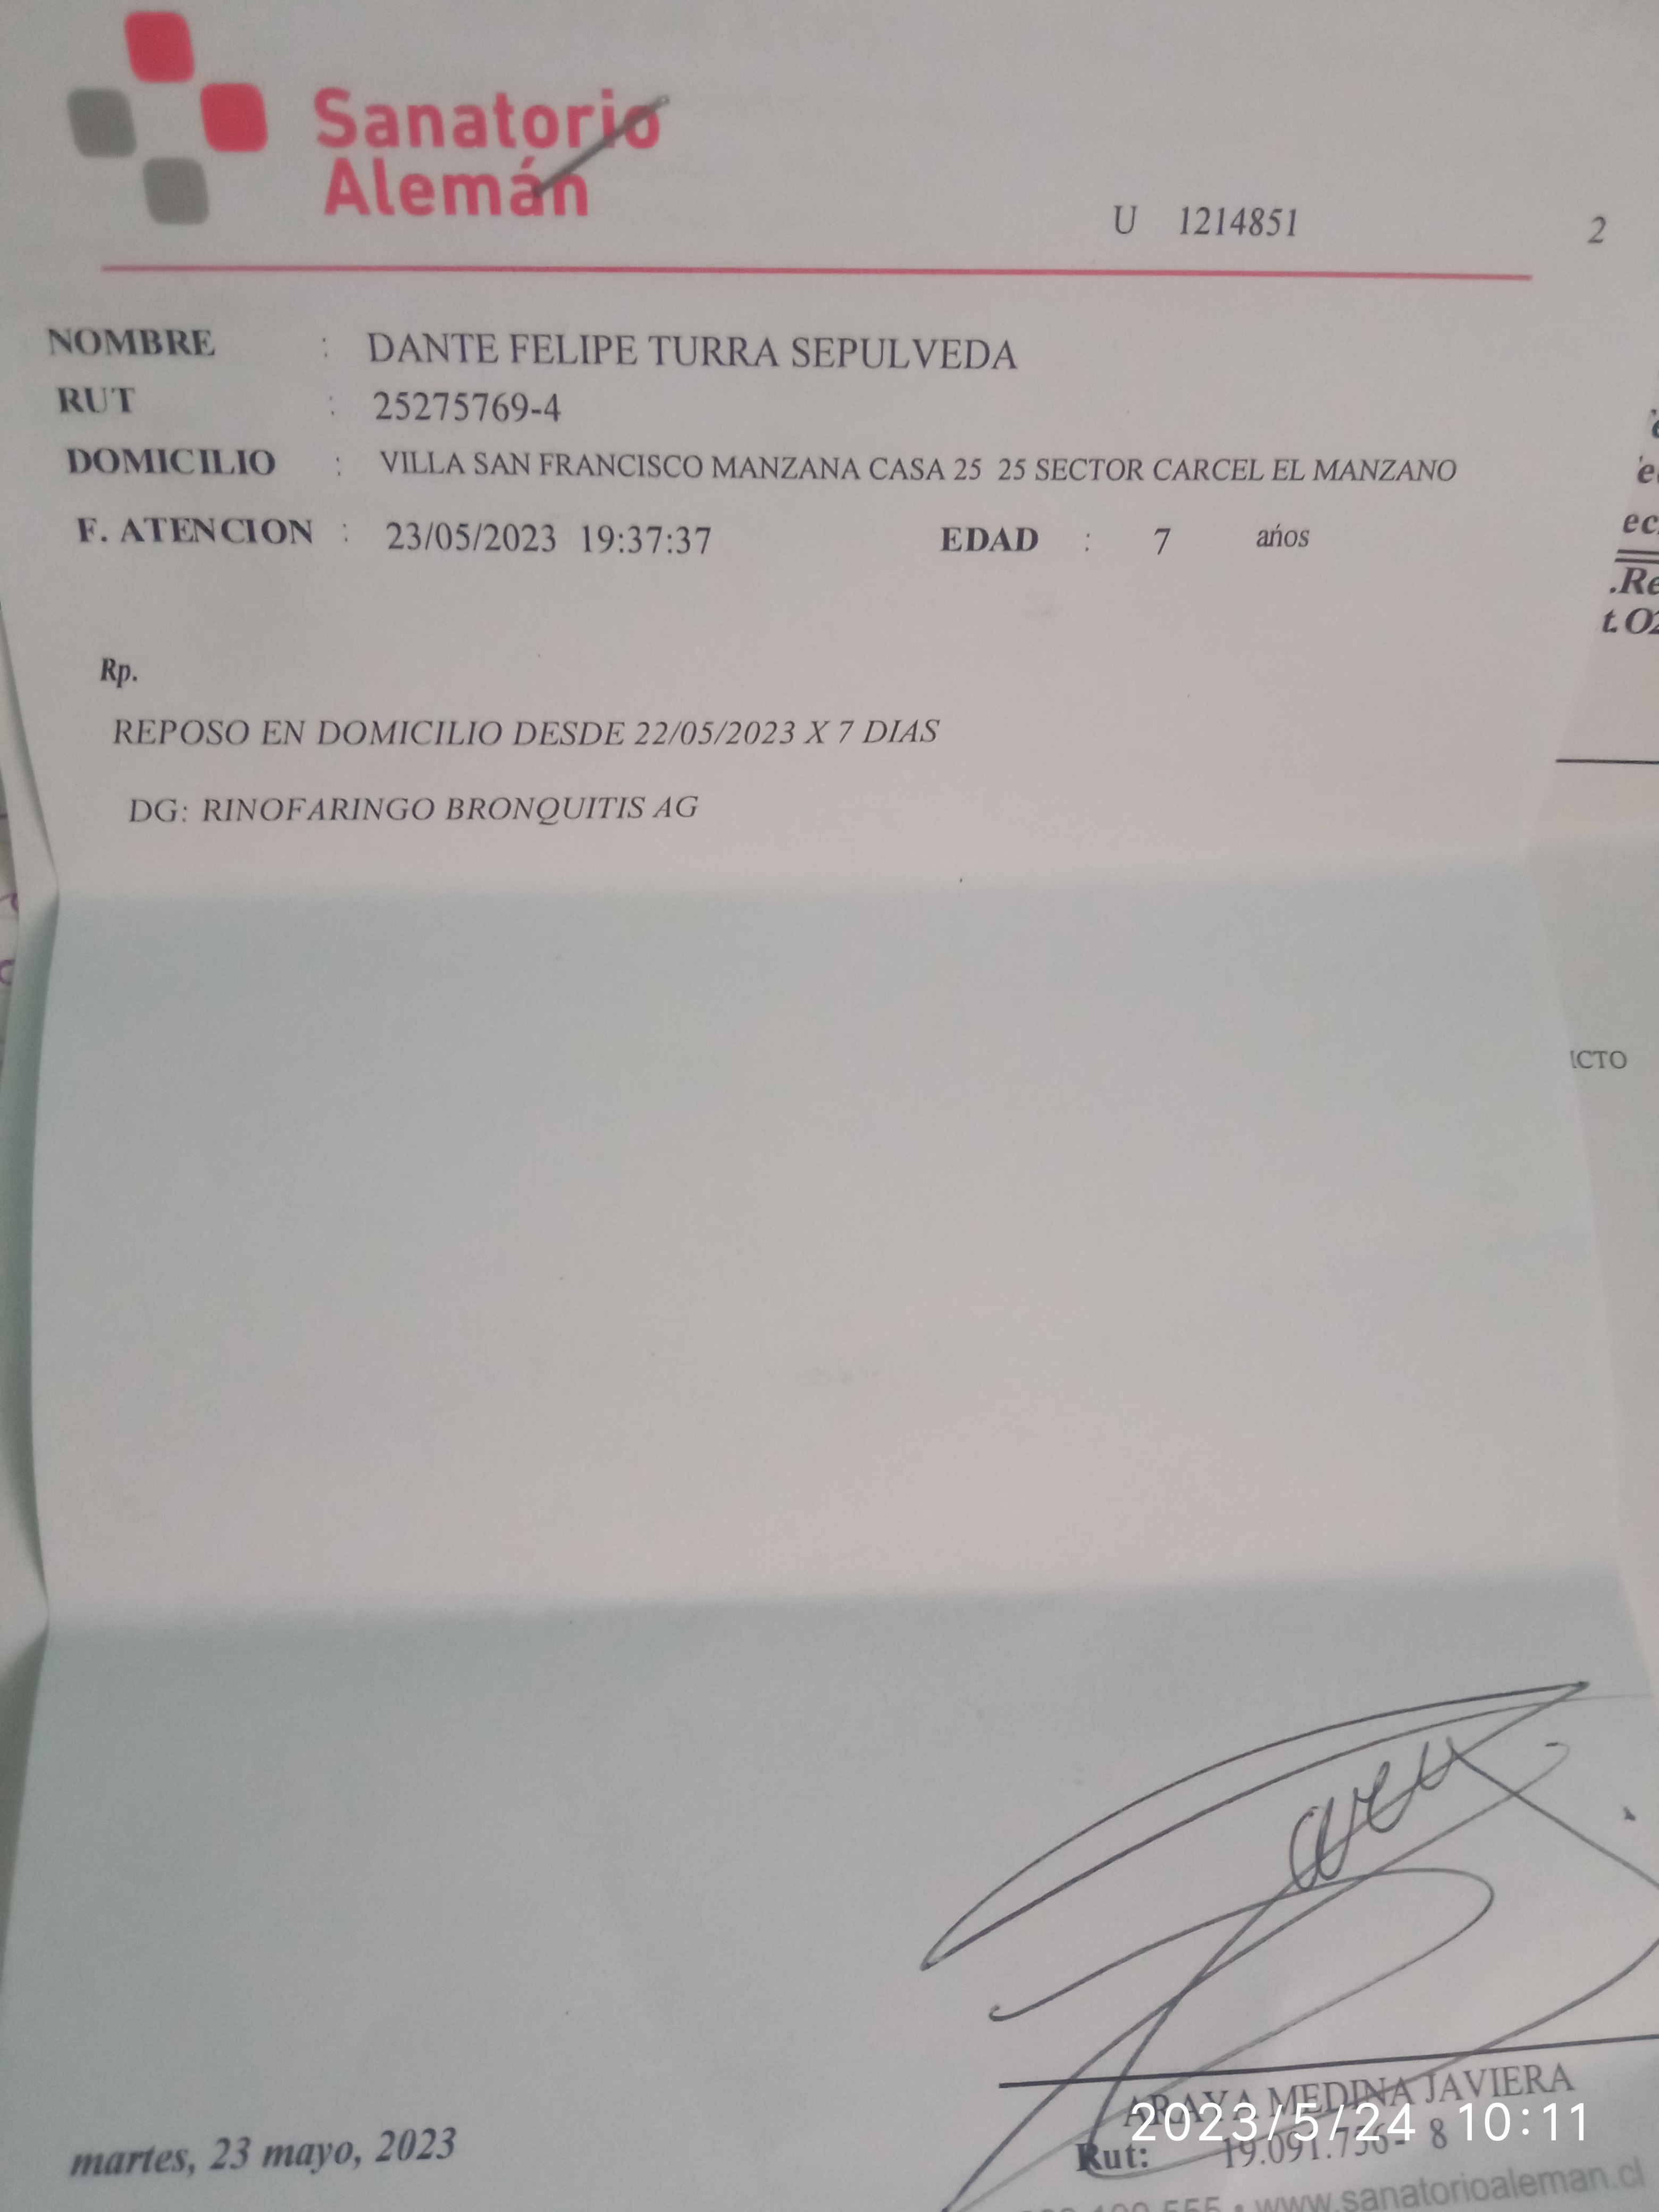 Sanatorio
Alemán
U 1214851
2
NOMBRE : DANTE FELIPE TURRA SEPULVEDA
RUT : 25275769-4
DOMICILIO : VILLA SAN FRANCISCO MANZANA CASA 25 25 SECTOR CARCEL EL MANZANO
F. ATENCION : 23/05/2023 19:37:37 EDAD : 7 ańos
Rp.
REPOSO EN DOMICILIO DESDE 22/05/2023 X 7 DIAS
DG: RINOFARINGO BRONQUITIS AG
ARAYA MEDINA JAVIERA
2023/5/24 10:11
martes, 23 mayo, 2023
Rut: 8
555 • www.sanatorioaleman.cl